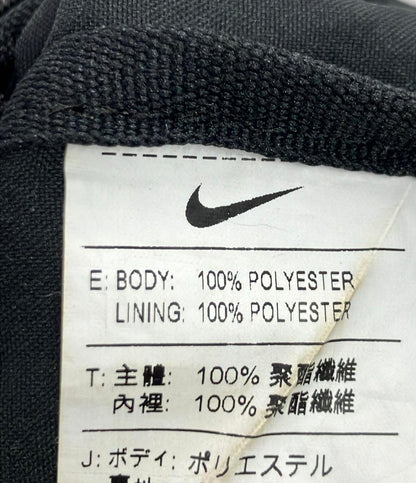 E: BODY: 100% POLYESTER
LINING: 100% POLYESTER
T: 主體: 100% 聚酯纖維
內裡: 100% 聚酯纖維
J: ボディ: ポリエステル